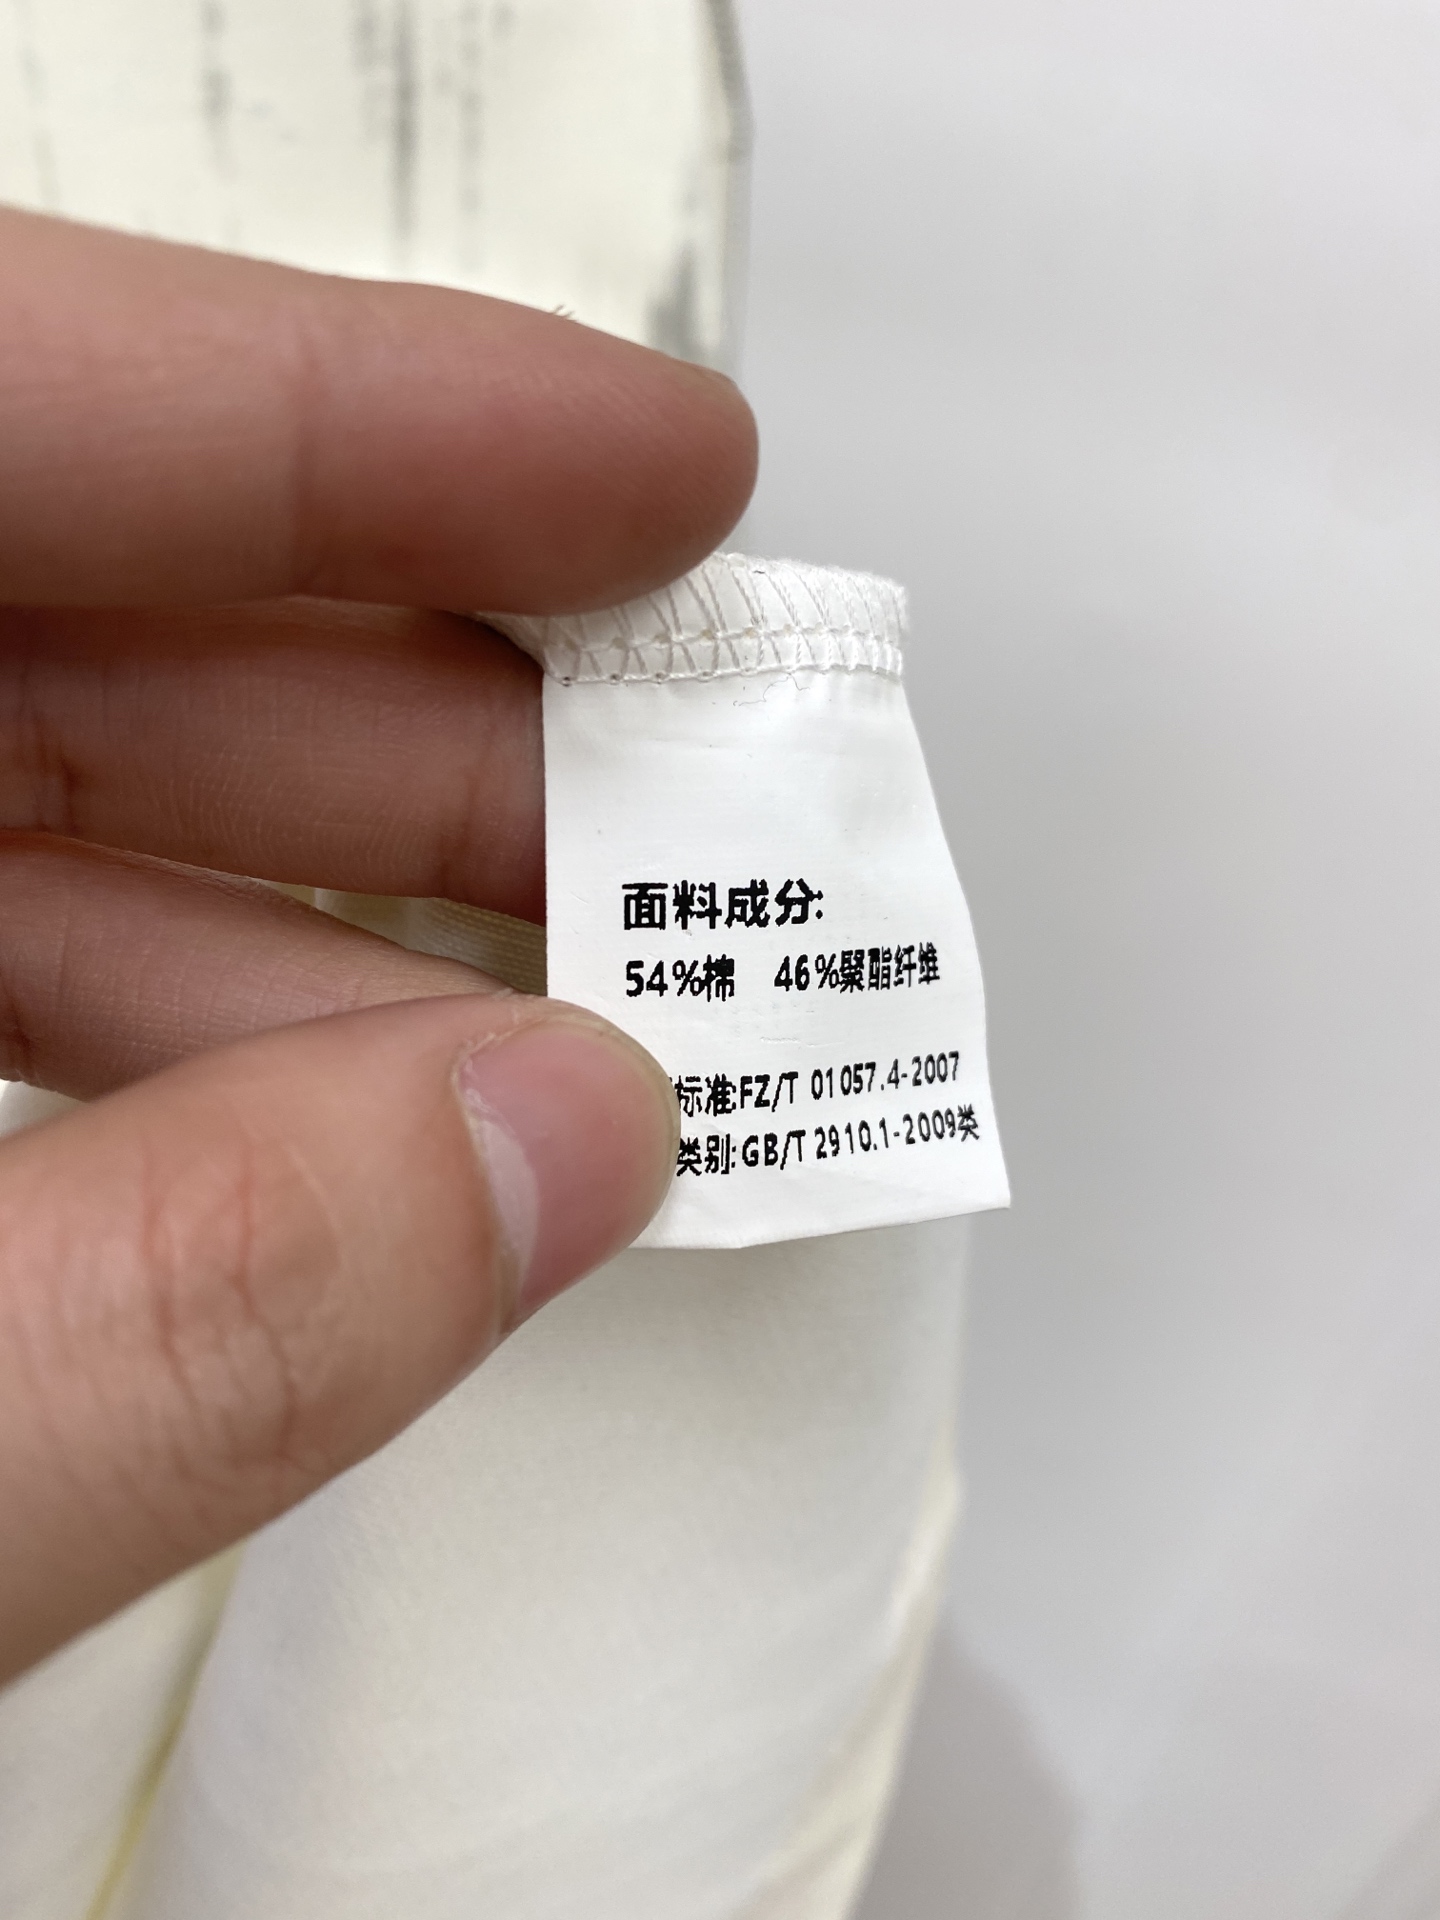 面料成分:
54%棉 46%聚酯纤维
标准:FZ/T 01057.4-2007
类别:GB/T 2910.1-2009类